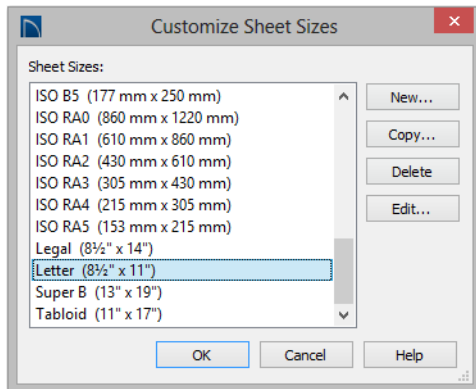 Customize Sheet Sizes
Sheet Sizes:
ISO B5 (177 mm x 250 mm)
ISO RA0 (860 mm x 1220 mm)
ISO RA1 (610 mm x 860 mm)
ISO RA2 (430 mm x 610 mm)
ISO RA3 (305 mm x 430 mm)
ISO RA4 (215 mm x 305 mm)
ISO RA5 (153 mm x 215 mm)
Legal (8½" x 14")
Letter (8½" x 11")
Super B (13" x 19")
Tabloid (11" x 17")
New...
Copy...
Delete
Edit...
OK
Cancel
Help